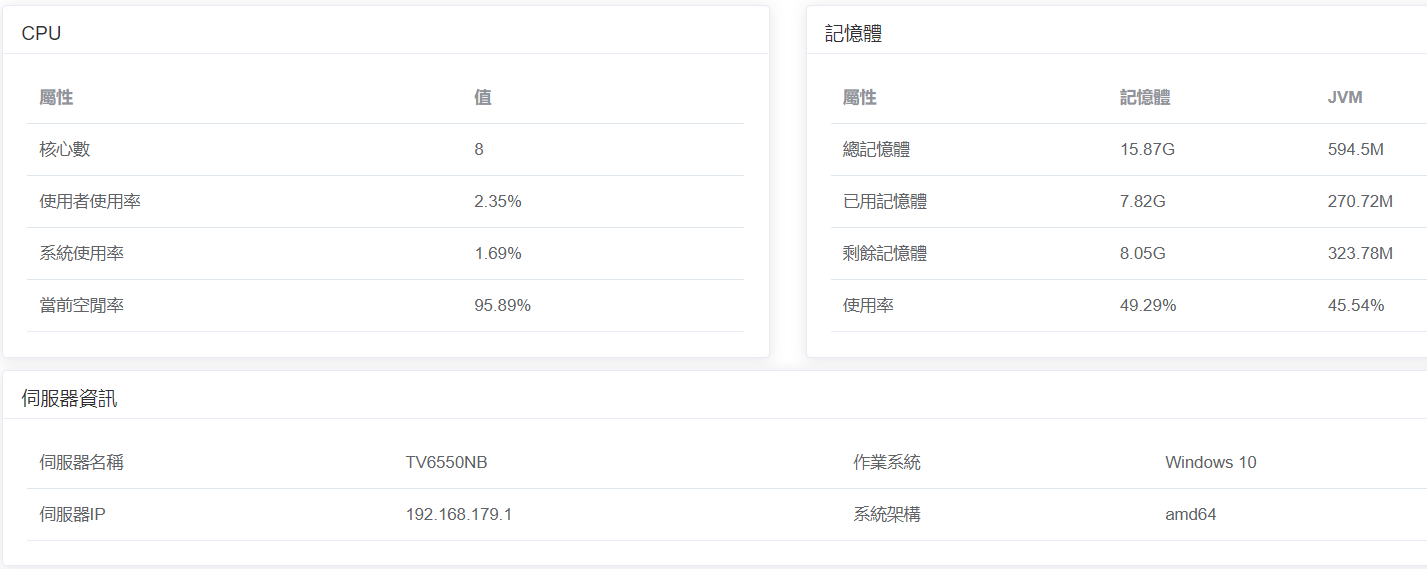 CPU
屬性 值
核心數 8
使用者使用率 2.35%
系統使用率 1.69%
當前空閒率 95.89%
記憶體
屬性 記憶體 JVM
總記憶體 15.87G 594.5M
已用記憶體 7.82G 270.72M
剩餘記憶體 8.05G 323.78M
使用率 49.29% 45.54%
伺服器資訊
伺服器名稱 TV6550NB 作業系統 Windows 10
伺服器IP 192.168.179.1 系統架構 amd64